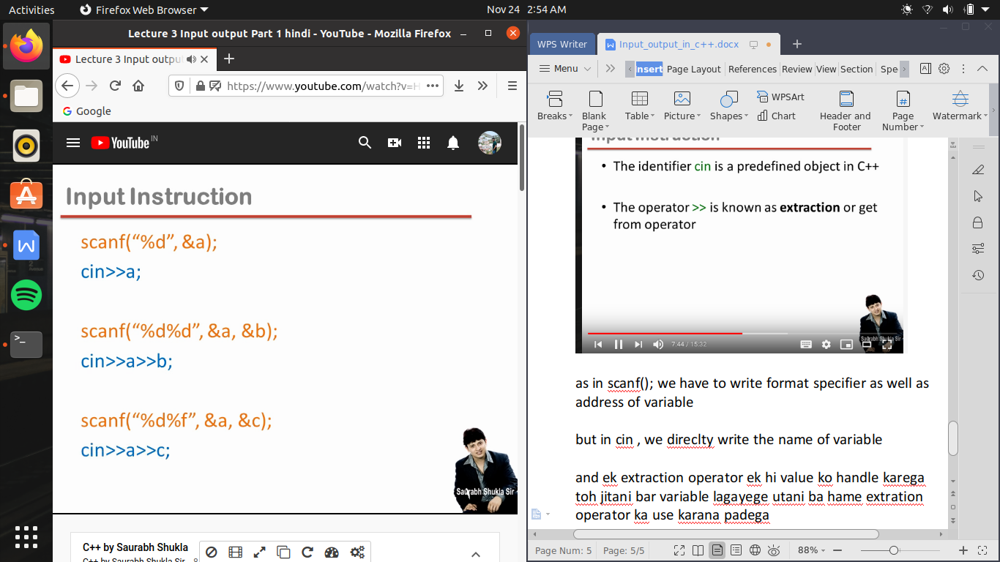 Activities
Firefox Web Browser
Nov 24 2:54 AM
Lecture 3 Input output Part 1 hindi - YouTube - Mozilla Firefox
Lecture 3 Input outpu
https://www.youtube.com/watch?v=H
Google
YouTube IN
Input Instruction
scanf(“%d”, &a);
cin>>a;
scanf(“%d%d”, &a, &b);
cin>>a>>b;
scanf(“%d%f”, &a, &c);
cin>>a>>c;
Saurabh Shukla Sir
C++ by Saurabh Shukla
C++ by Saurabh Shukla Sir
WPS Writer
Input_output_in_c++.docx
Menu
Insert
Page Layout
References
Review
View
Section
Spe
Breaks
Blank Page
Table
Picture
Shapes
WPSArt
Chart
Header and Footer
Page Number
Watermark
Input Instruction
• The identifier cin is a predefined object in C++
• The operator >> is known as extraction or get
from operator
7:44 / 15:32
Saurabh Shukla Sir
as in scanf(); we have to write format specifier as well as
address of variable
but in cin , we direclty write the name of variable
and ek extraction operator ek hi value ko handle karega
toh jitani bar variable lagayege utani ba hame extration
operator ka use karana padega
Page Num: 5
Page: 5/5
88%